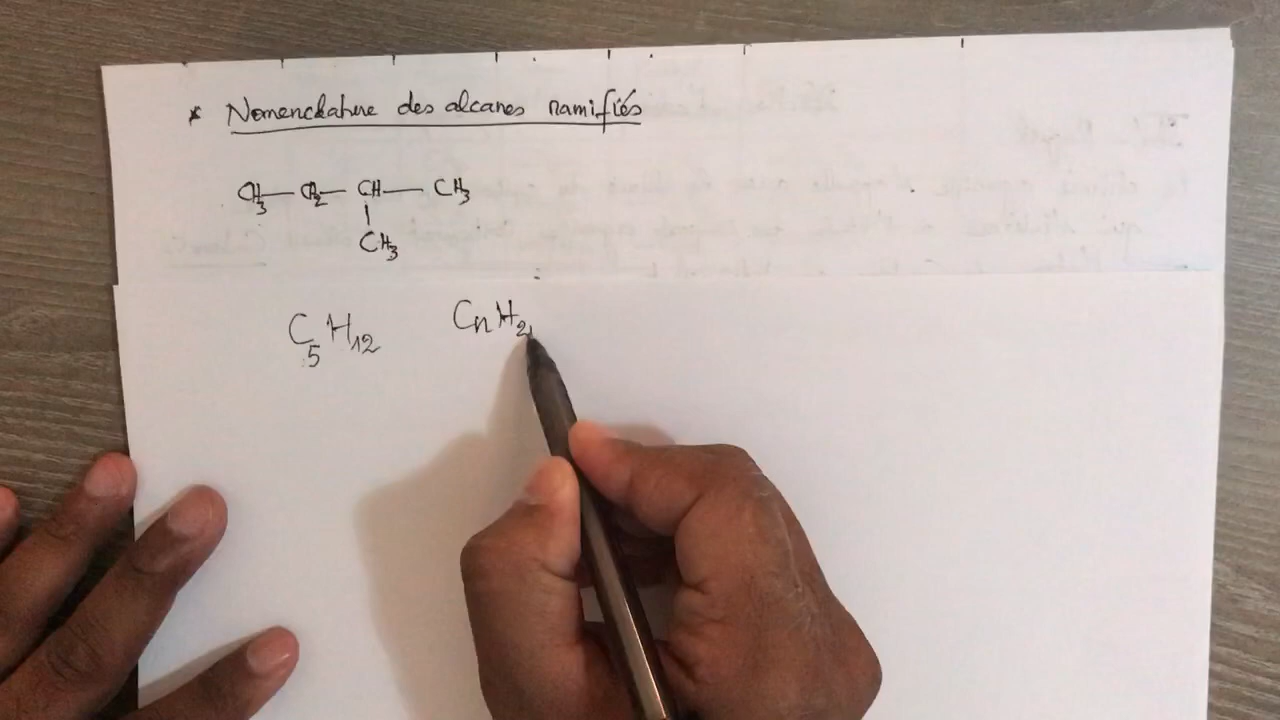 * Nomenclature des alcanes ramifiés
CH3 — CH2 — CH — CH3
|
CH3
C5H12 CnH2